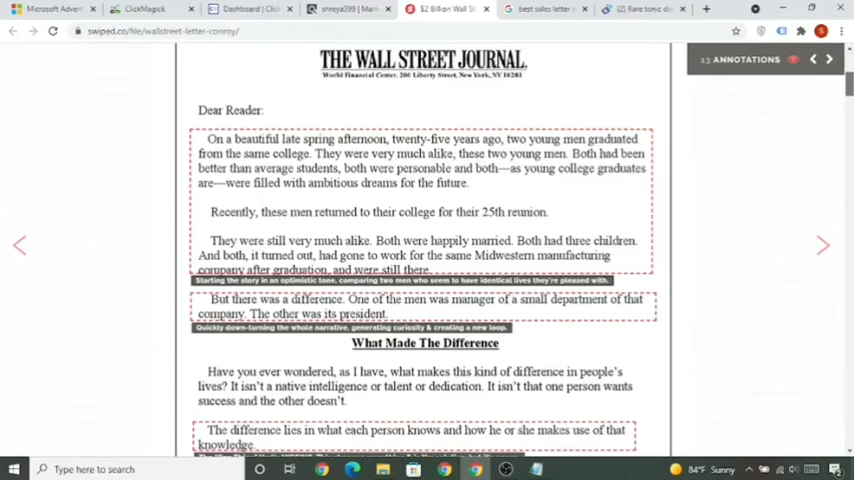 Microsoft Adverti
ClickMagick
Dashboard | Click
shreya399 | Mark
$2 Billion Wall St
best sales letter
(1) Rare tonic di
swiped.co/file/wallstreet-letter-conroy/
13 ANNOTATIONS
THE WALL STREET JOURNAL.
World Financial Center, 200 Liberty Street, New York, NY 10281
Dear Reader:
On a beautiful late spring afternoon, twenty-five years ago, two young men graduated
from the same college. They were very much alike, these two young men. Both had been
better than average students, both were personable and both—as young college graduates
are—were filled with ambitious dreams for the future.
Recently, these men returned to their college for their 25th reunion.
They were still very much alike. Both were happily married. Both had three children.
And both, it turned out, had gone to work for the same Midwestern manufacturing
company after graduation, and were still there.
Starting the story in an optimistic tone, comparing two men who seem to have identical lives they're pleased with.
But there was a difference. One of the men was manager of a small department of that
company. The other was its president.
Quickly down-turning the whole narrative, generating curiosity & creating a new loop.
What Made The Difference
Have you ever wondered, as I have, what makes this kind of difference in people's
lives? It isn't a native intelligence or talent or dedication. It isn't that one person wants
success and the other doesn't.
The difference lies in what each person knows and how he or she makes use of that
knowledge.
Type here to search
84°F Sunny